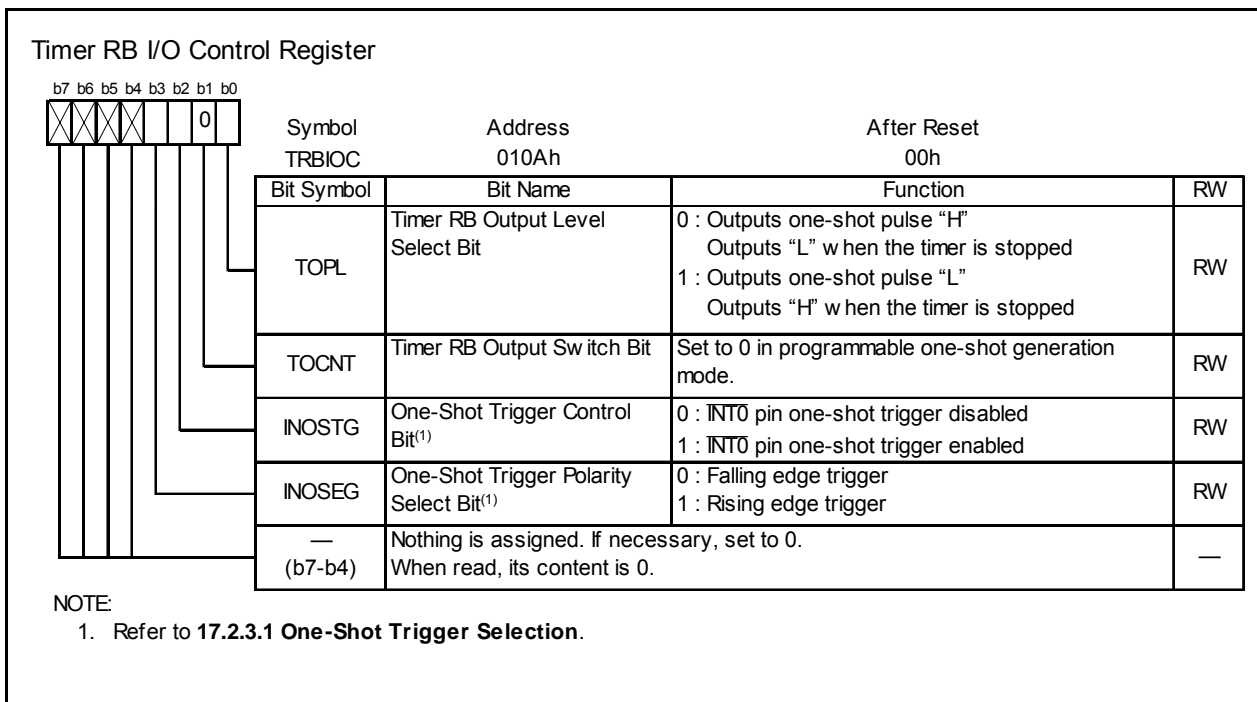 Timer RB I/O Control Register
b7 b6 b5 b4 b3 b2 b1 b0
0
Symbol Address After Reset
TRBIOC 010Ah 00h
Bit Symbol Bit Name Function RW
TOPL
Timer RB Output Level
Select Bit
0 : Outputs one-shot pulse “H”
Outputs “L” when the timer is stopped
1 : Outputs one-shot pulse “L”
Outputs “H” when the timer is stopped
RW
TOCNT
Timer RB Output Switch Bit
Set to 0 in programmable one-shot generation
mode.
RW
INOSTG
One-Shot Trigger Control
Bit(1)
0 : INT0 pin one-shot trigger disabled
1 : INT0 pin one-shot trigger enabled
RW
INOSEG
One-Shot Trigger Polarity
Select Bit(1)
0 : Falling edge trigger
1 : Rising edge trigger
RW
—
(b7-b4)
Nothing is assigned. If necessary, set to 0.
When read, its content is 0.
—
NOTE:
1. Refer to 17.2.3.1 One-Shot Trigger Selection.